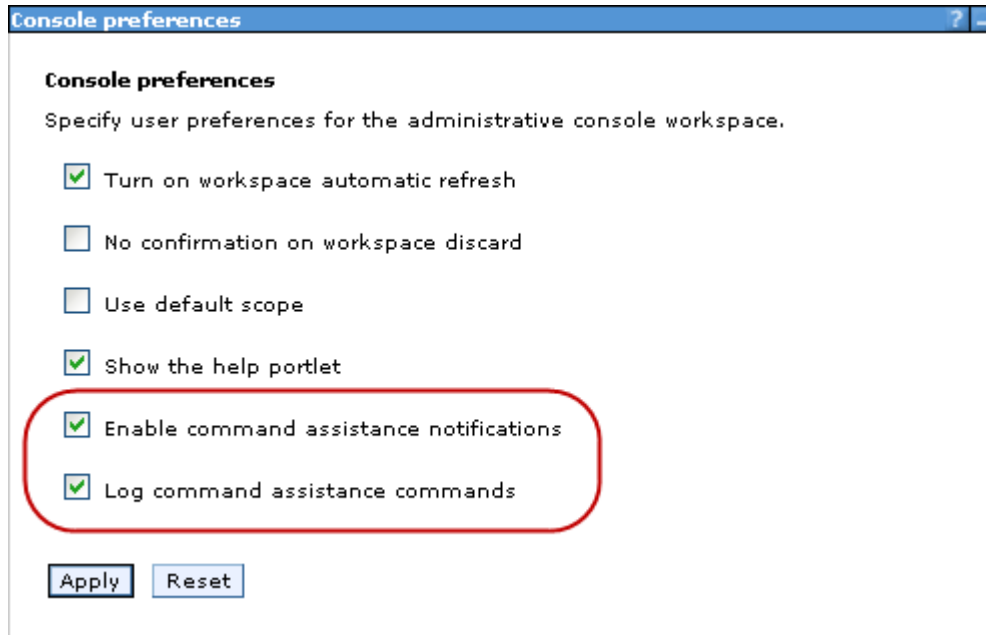 Console preferences ? -
Console preferences
Specify user preferences for the administrative console workspace.
Turn on workspace automatic refresh
No confirmation on workspace discard
Use default scope
Show the help portlet
Enable command assistance notifications
Log command assistance commands
Apply Reset